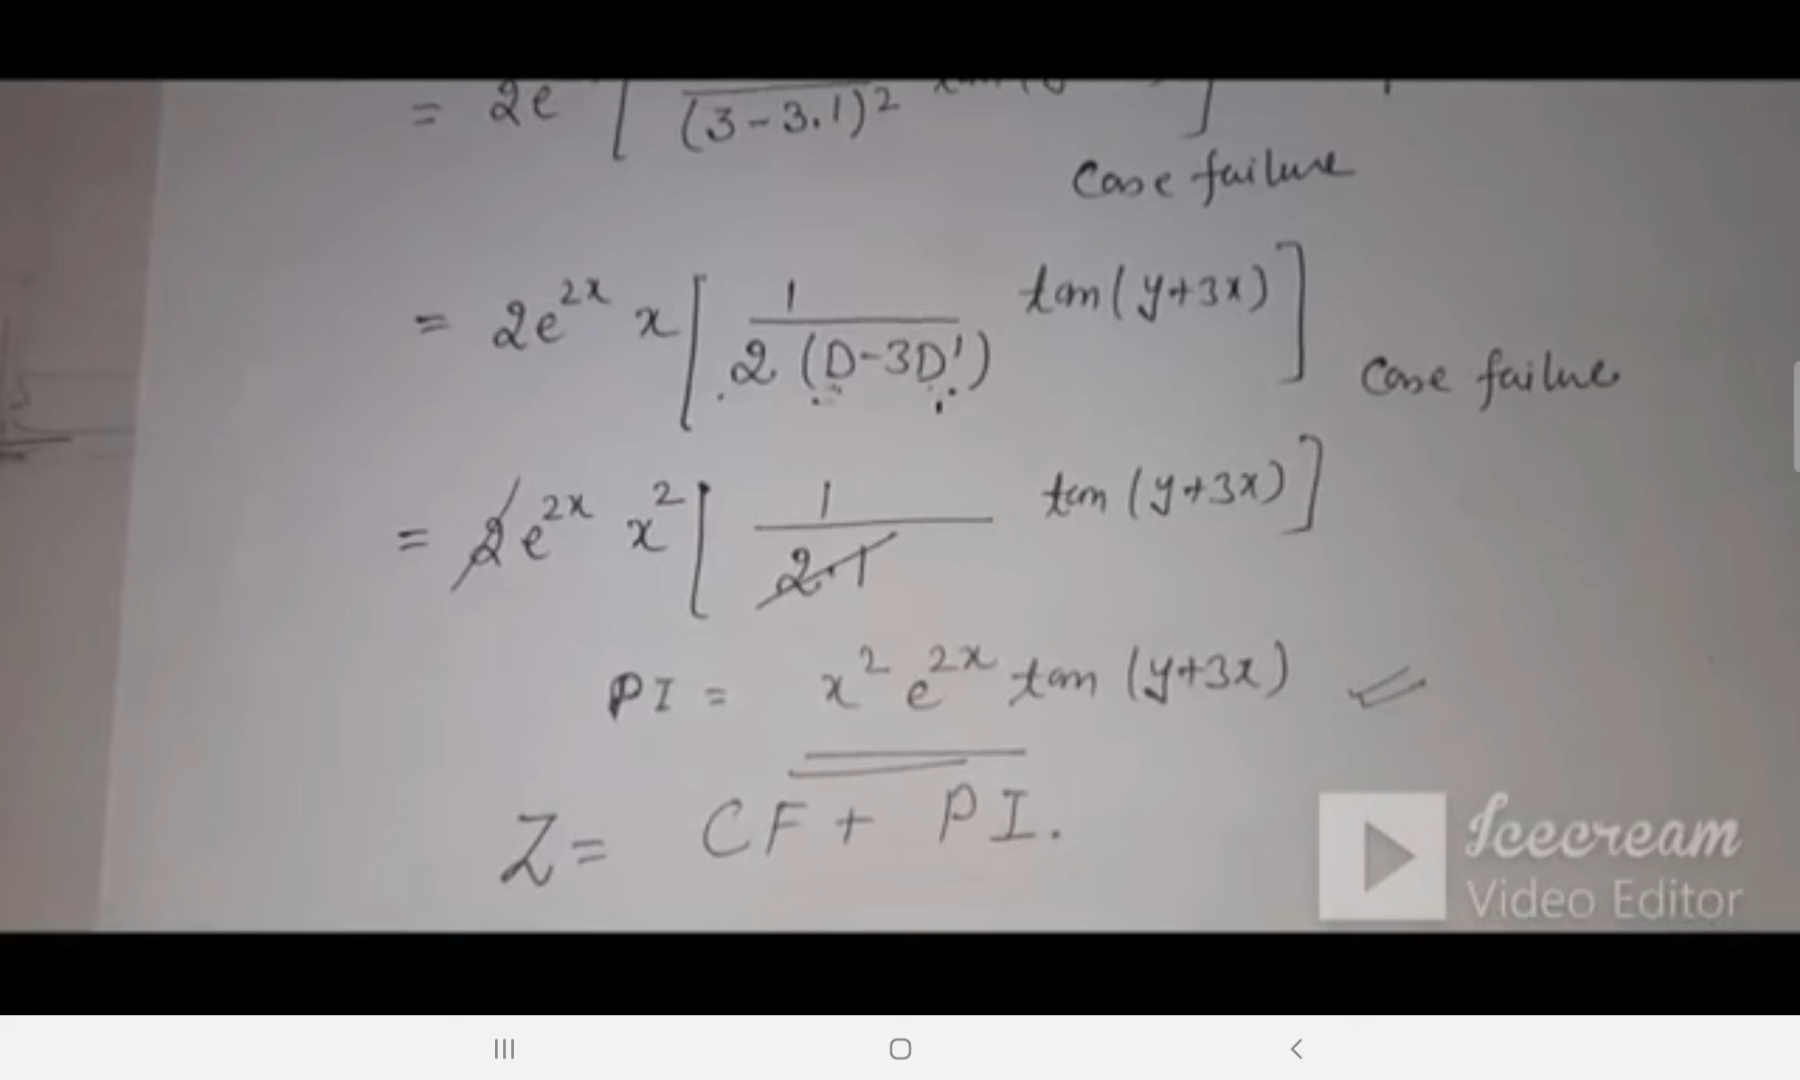 = 2e [ (3-3.1)² ]
Case failure
= 2e^{2x} x [ 1 / 2 (D-3D') tan(y+3x) ]
Case failure
= 2e^{2x} x² [ 1 / 2.1 tan (y+3x) ]
PI = x² e^{2x} tan (y+3x)
Z = CF + PI.
Icecream
Video Editor